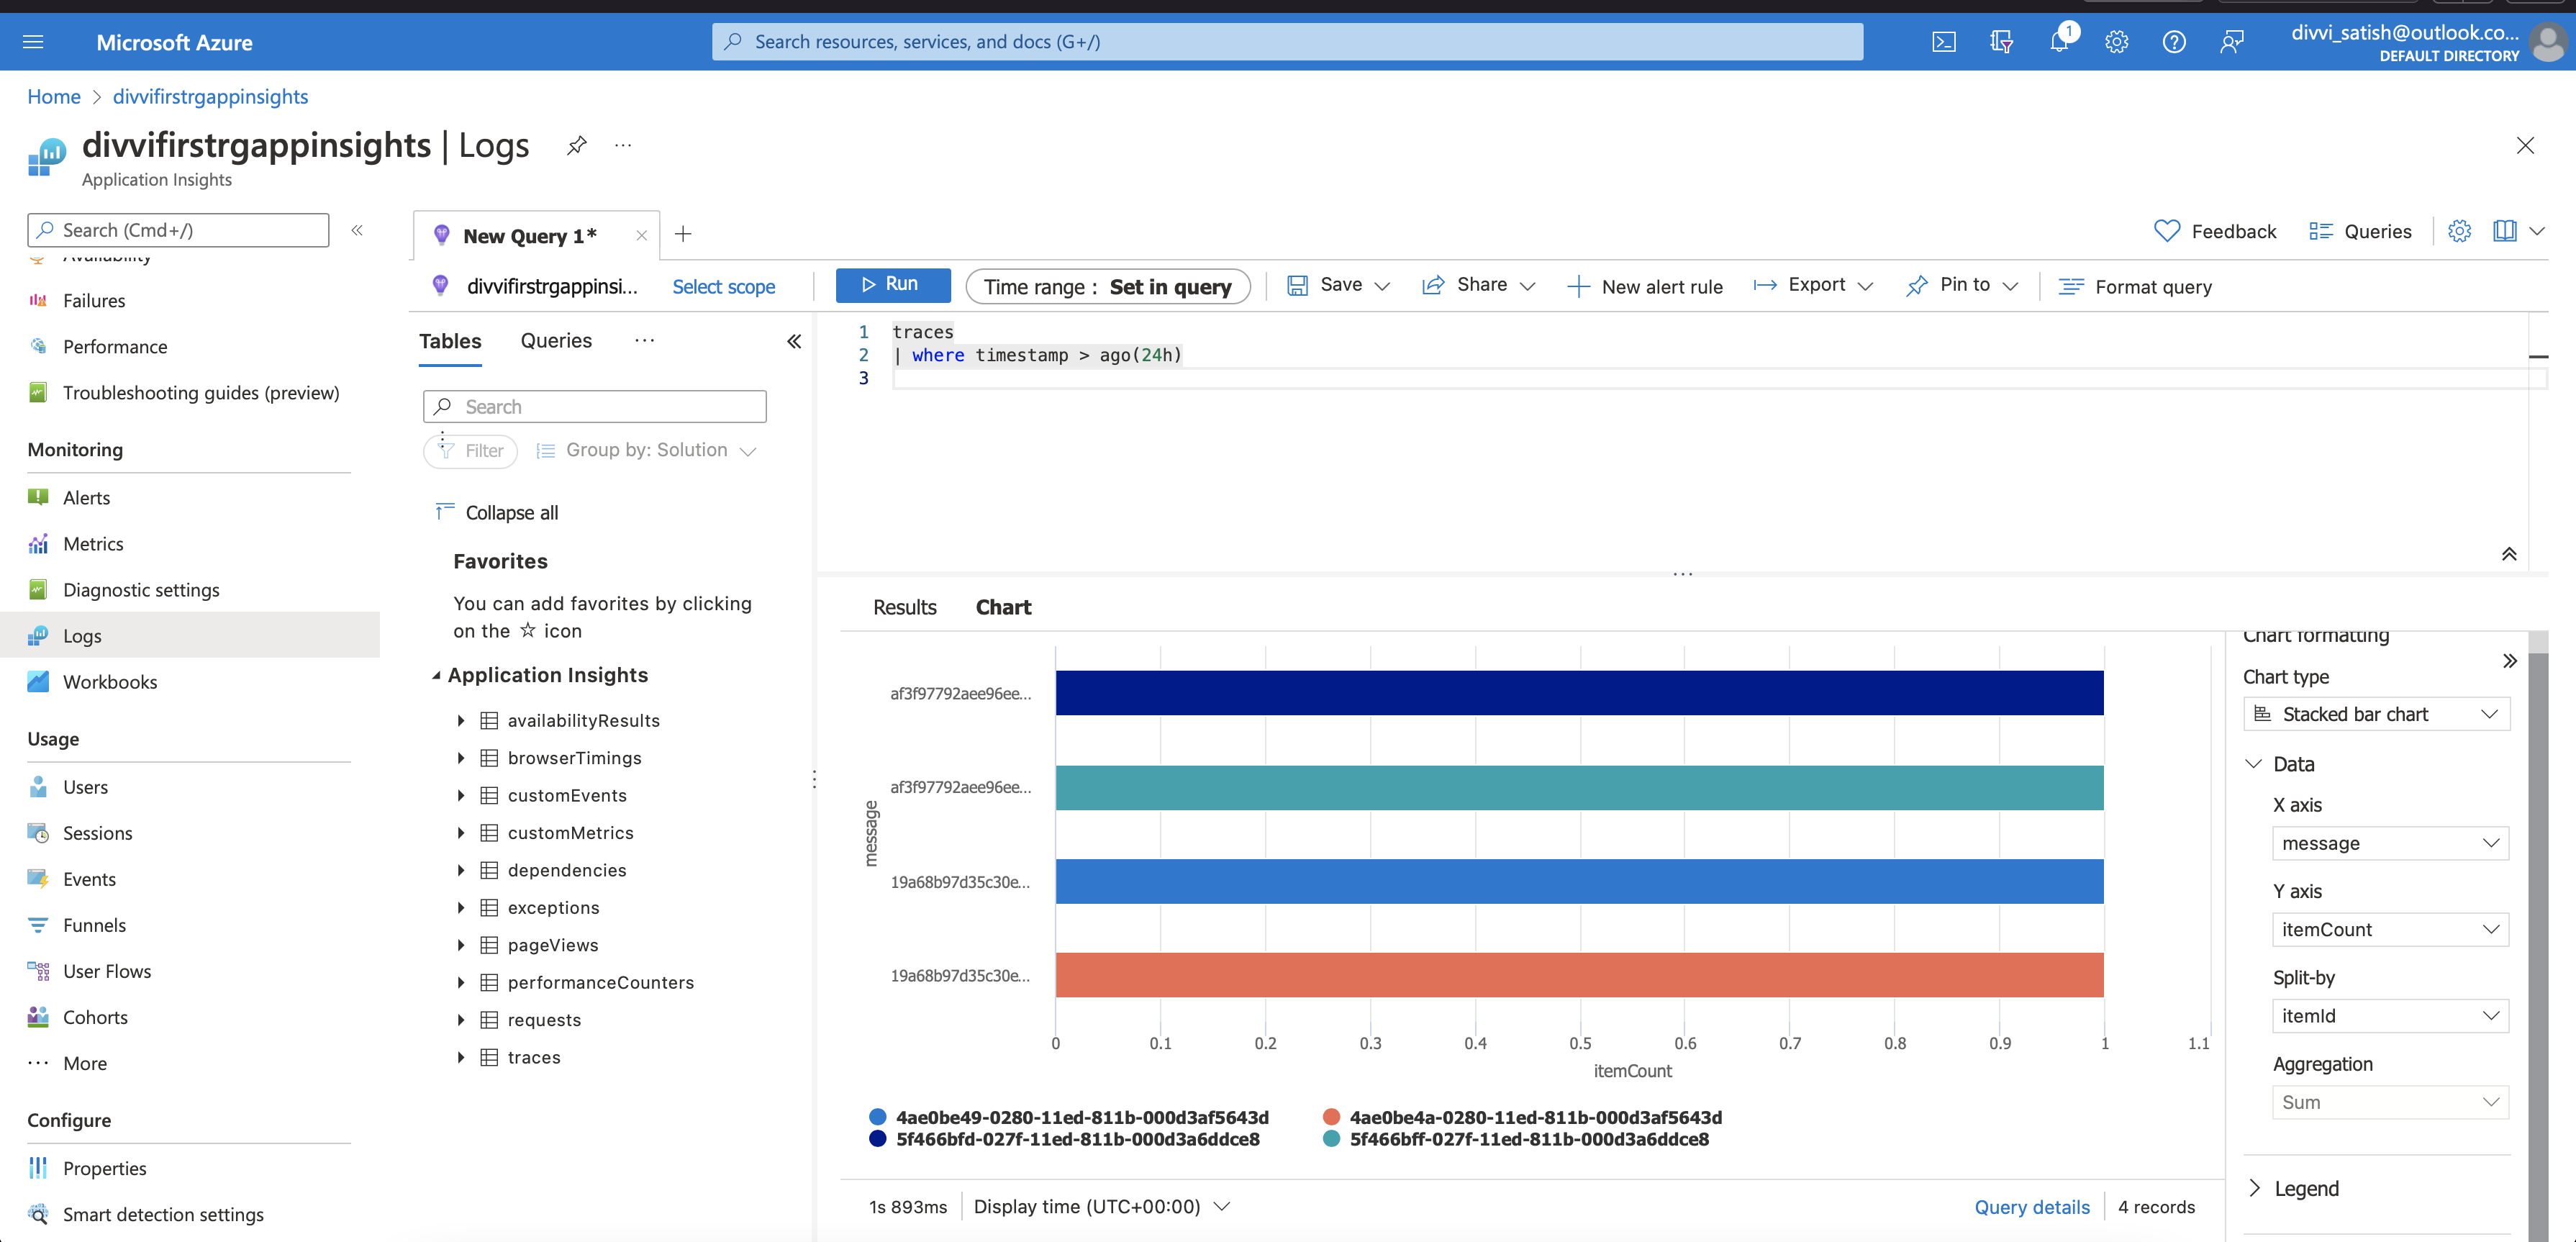 Microsoft Azure
Search resources, services, and docs (G+/)
1
divvi_satish@outlook.co...
DEFAULT DIRECTORY
Home > divvifirstrgappinsights
divvifirstrgappinsights | Logs
Application Insights
Search (Cmd+/)
Availability
Failures
Performance
Troubleshooting guides (preview)
Monitoring
Alerts
Metrics
Diagnostic settings
Logs
Workbooks
Usage
Users
Sessions
Events
Funnels
User Flows
Cohorts
More
Configure
Properties
Smart detection settings
New Query 1*
Feedback
Queries
divvifirstrgappinsi...
Select scope
Run
Time range : Set in query
Save
Share
New alert rule
Export
Pin to
Format query
Tables
Queries
Search
Filter
Group by: Solution
Collapse all
Favorites
You can add favorites by clicking
on the ☆ icon
Application Insights
availabilityResults
browserTimings
customEvents
customMetrics
dependencies
exceptions
pageViews
performanceCounters
requests
traces
1 traces
2 | where timestamp > ago(24h)
3
Results
Chart
message
af3f97792aee96ee...
af3f97792aee96ee...
19a68b97d35c30e...
19a68b97d35c30e...
0 0.1 0.2 0.3 0.4 0.5 0.6 0.7 0.8 0.9 1 1.1
itemCount
4ae0be49-0280-11ed-811b-000d3af5643d
4ae0be4a-0280-11ed-811b-000d3af5643d
5f466bfd-027f-11ed-811b-000d3a6ddce8
5f466bff-027f-11ed-811b-000d3a6ddce8
1s 893ms
Display time (UTC+00:00)
Query details
4 records
Chart formatting
Chart type
Stacked bar chart
Data
X axis
message
Y axis
itemCount
Split-by
itemId
Aggregation
Sum
Legend